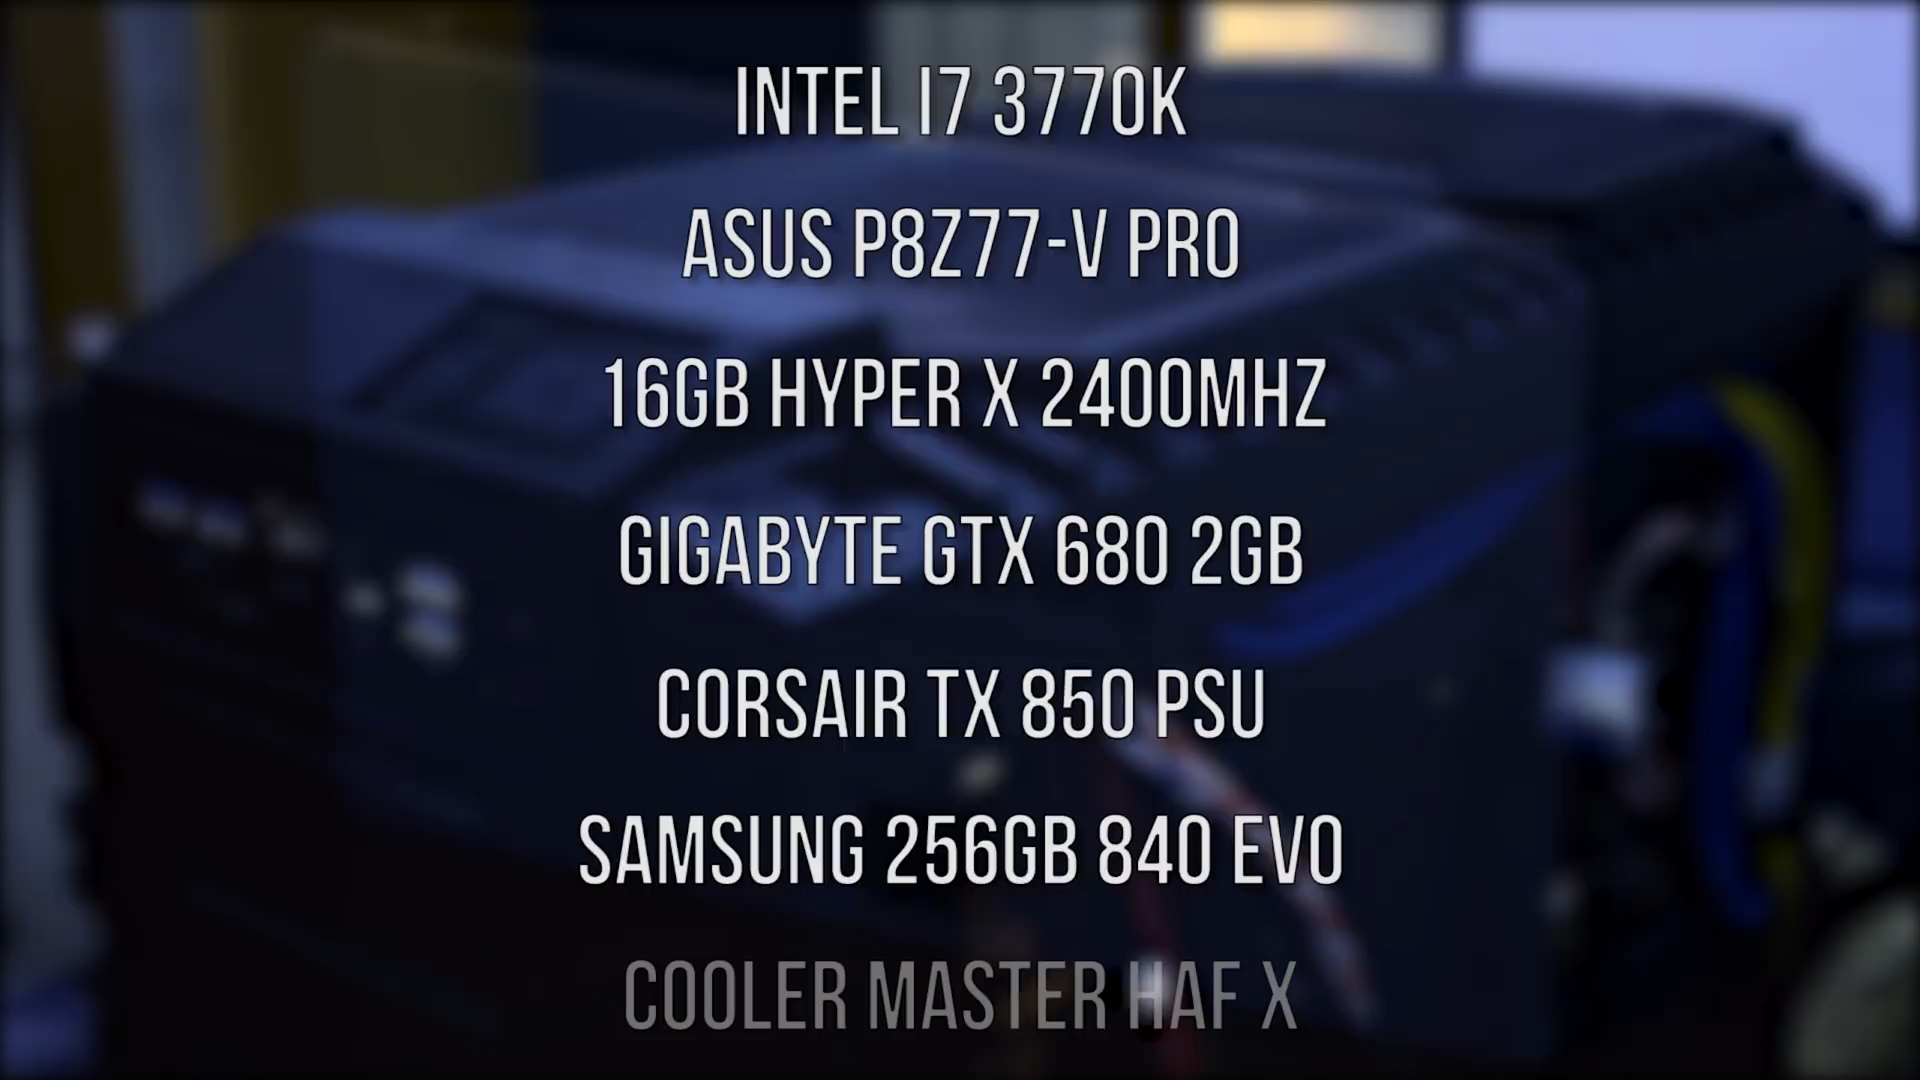 INTEL I7 3770K
ASUS P8Z77-V PRO
16GB HYPER X 2400MHZ
GIGABYTE GTX 680 2GB
CORSAIR TX 850 PSU
SAMSUNG 256GB 840 EVO
COOLER MASTER HAF X